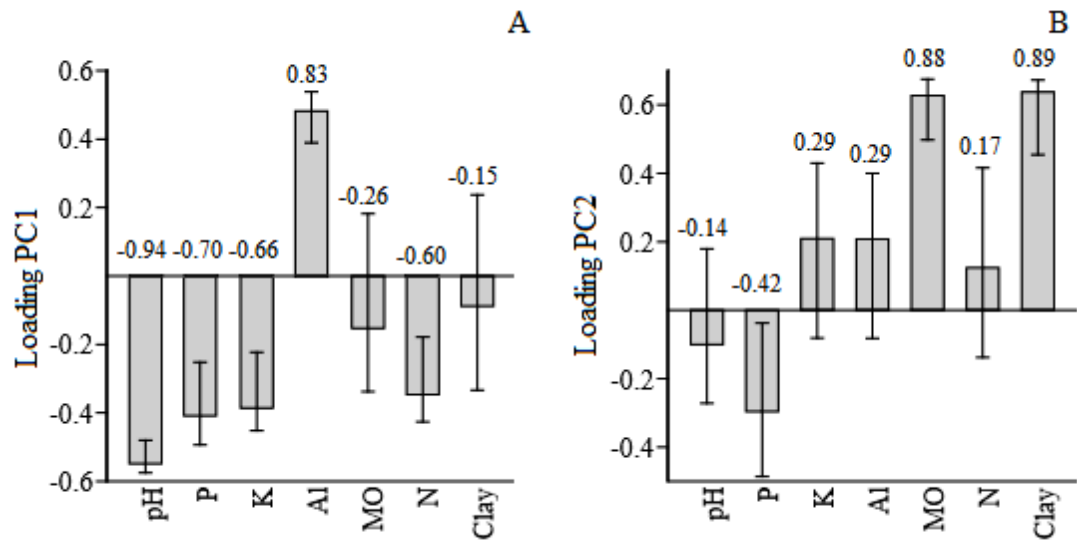 A
Loading PC1
0.6
0.4
0.2
-0.2
-0.4
-0.6
-0.94
-0.70
-0.66
0.83
-0.26
-0.60
-0.15
pH
P
K
Al
MO
N
Clay
B
Loading PC2
0.6
0.4
0.2
-0.2
-0.4
-0.14
-0.42
0.29
0.29
0.88
0.17
0.89
pH
P
K
Al
MO
N
Clay